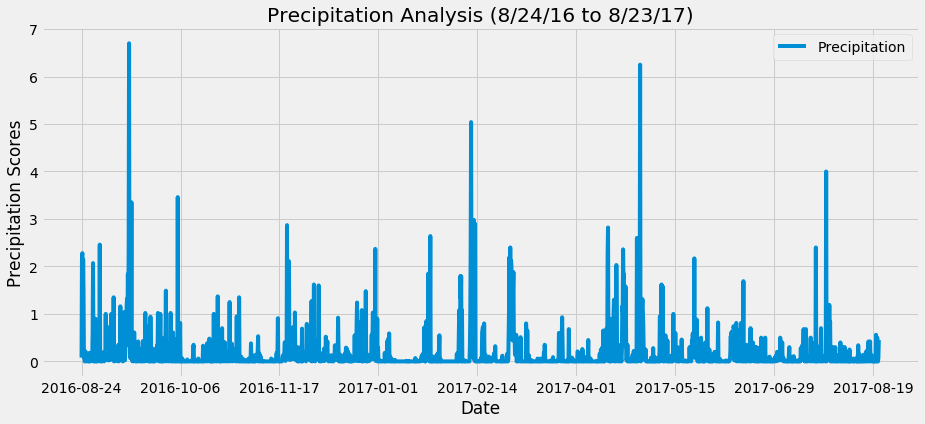 Precipitation Analysis (8/24/16 to 8/23/17)
Precipitation
Precipitation Scores
7
6
5
4
3
2
1
0
2016-08-24 2016-10-06 2016-11-17 2017-01-01 2017-02-14 2017-04-01 2017-05-15 2017-06-29 2017-08-19
Date